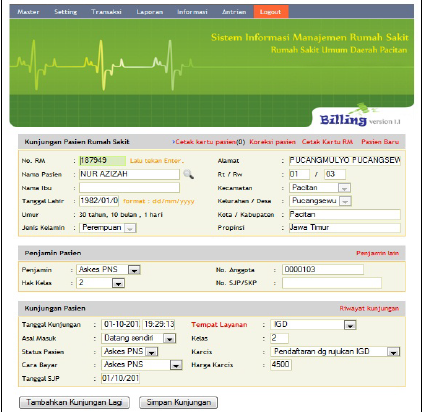 Master Setting Transaksi Laporan Informasi Antrian Logout
Sistem Informasi Manajemen Rumah Sakit
Rumah Sakit Umum Daerah Pacitan
Billing version 1.1
Kunjungan Pasien Rumah Sakit Cetak kartu pasien(0) Koreksi pasien Cetak Kartu RM Pasien Baru
No. RM : 187949 Lalu tekan Enter. Alamat : PUCANGMULYO PUCANGSEW
Nama Pasien : NUR AZIZAH Rt / Rw : 01 / 03
Nama Ibu : Kecamatan : Pacitan
Tanggal Lahir : 1982/01/0 format : dd/mm/yyyy Kelurahan / Desa : Pucangsewu
Umur : 30 tahun, 10 bulan , 1 hari Kota / Kabupaten : Pacitan
Jenis Kelamin : Perempuan Propinsi : Jawa Timur
Penjamin Pasien Penjamin lain
Penjamin : Askes PNS No. Anggota : 0000103
Hak Kelas : 2 No. SJP/SKP :
Kunjungan Pasien Riwayat kunjungan
Tanggal Kunjungan : 01-10-201 19:29:13 Tempat Layanan : IGD
Asal Masuk : Datang sendiri Kelas : 2
Status Pasien : Askes PNS Karcis : Pendaftaran dg rujukan IGD
Cara Bayar : Askes PNS Harga Karcis : 4500
Tanggal SJP : 01/10/201
Tambahkan Kunjungan Lagi Simpan Kunjungan